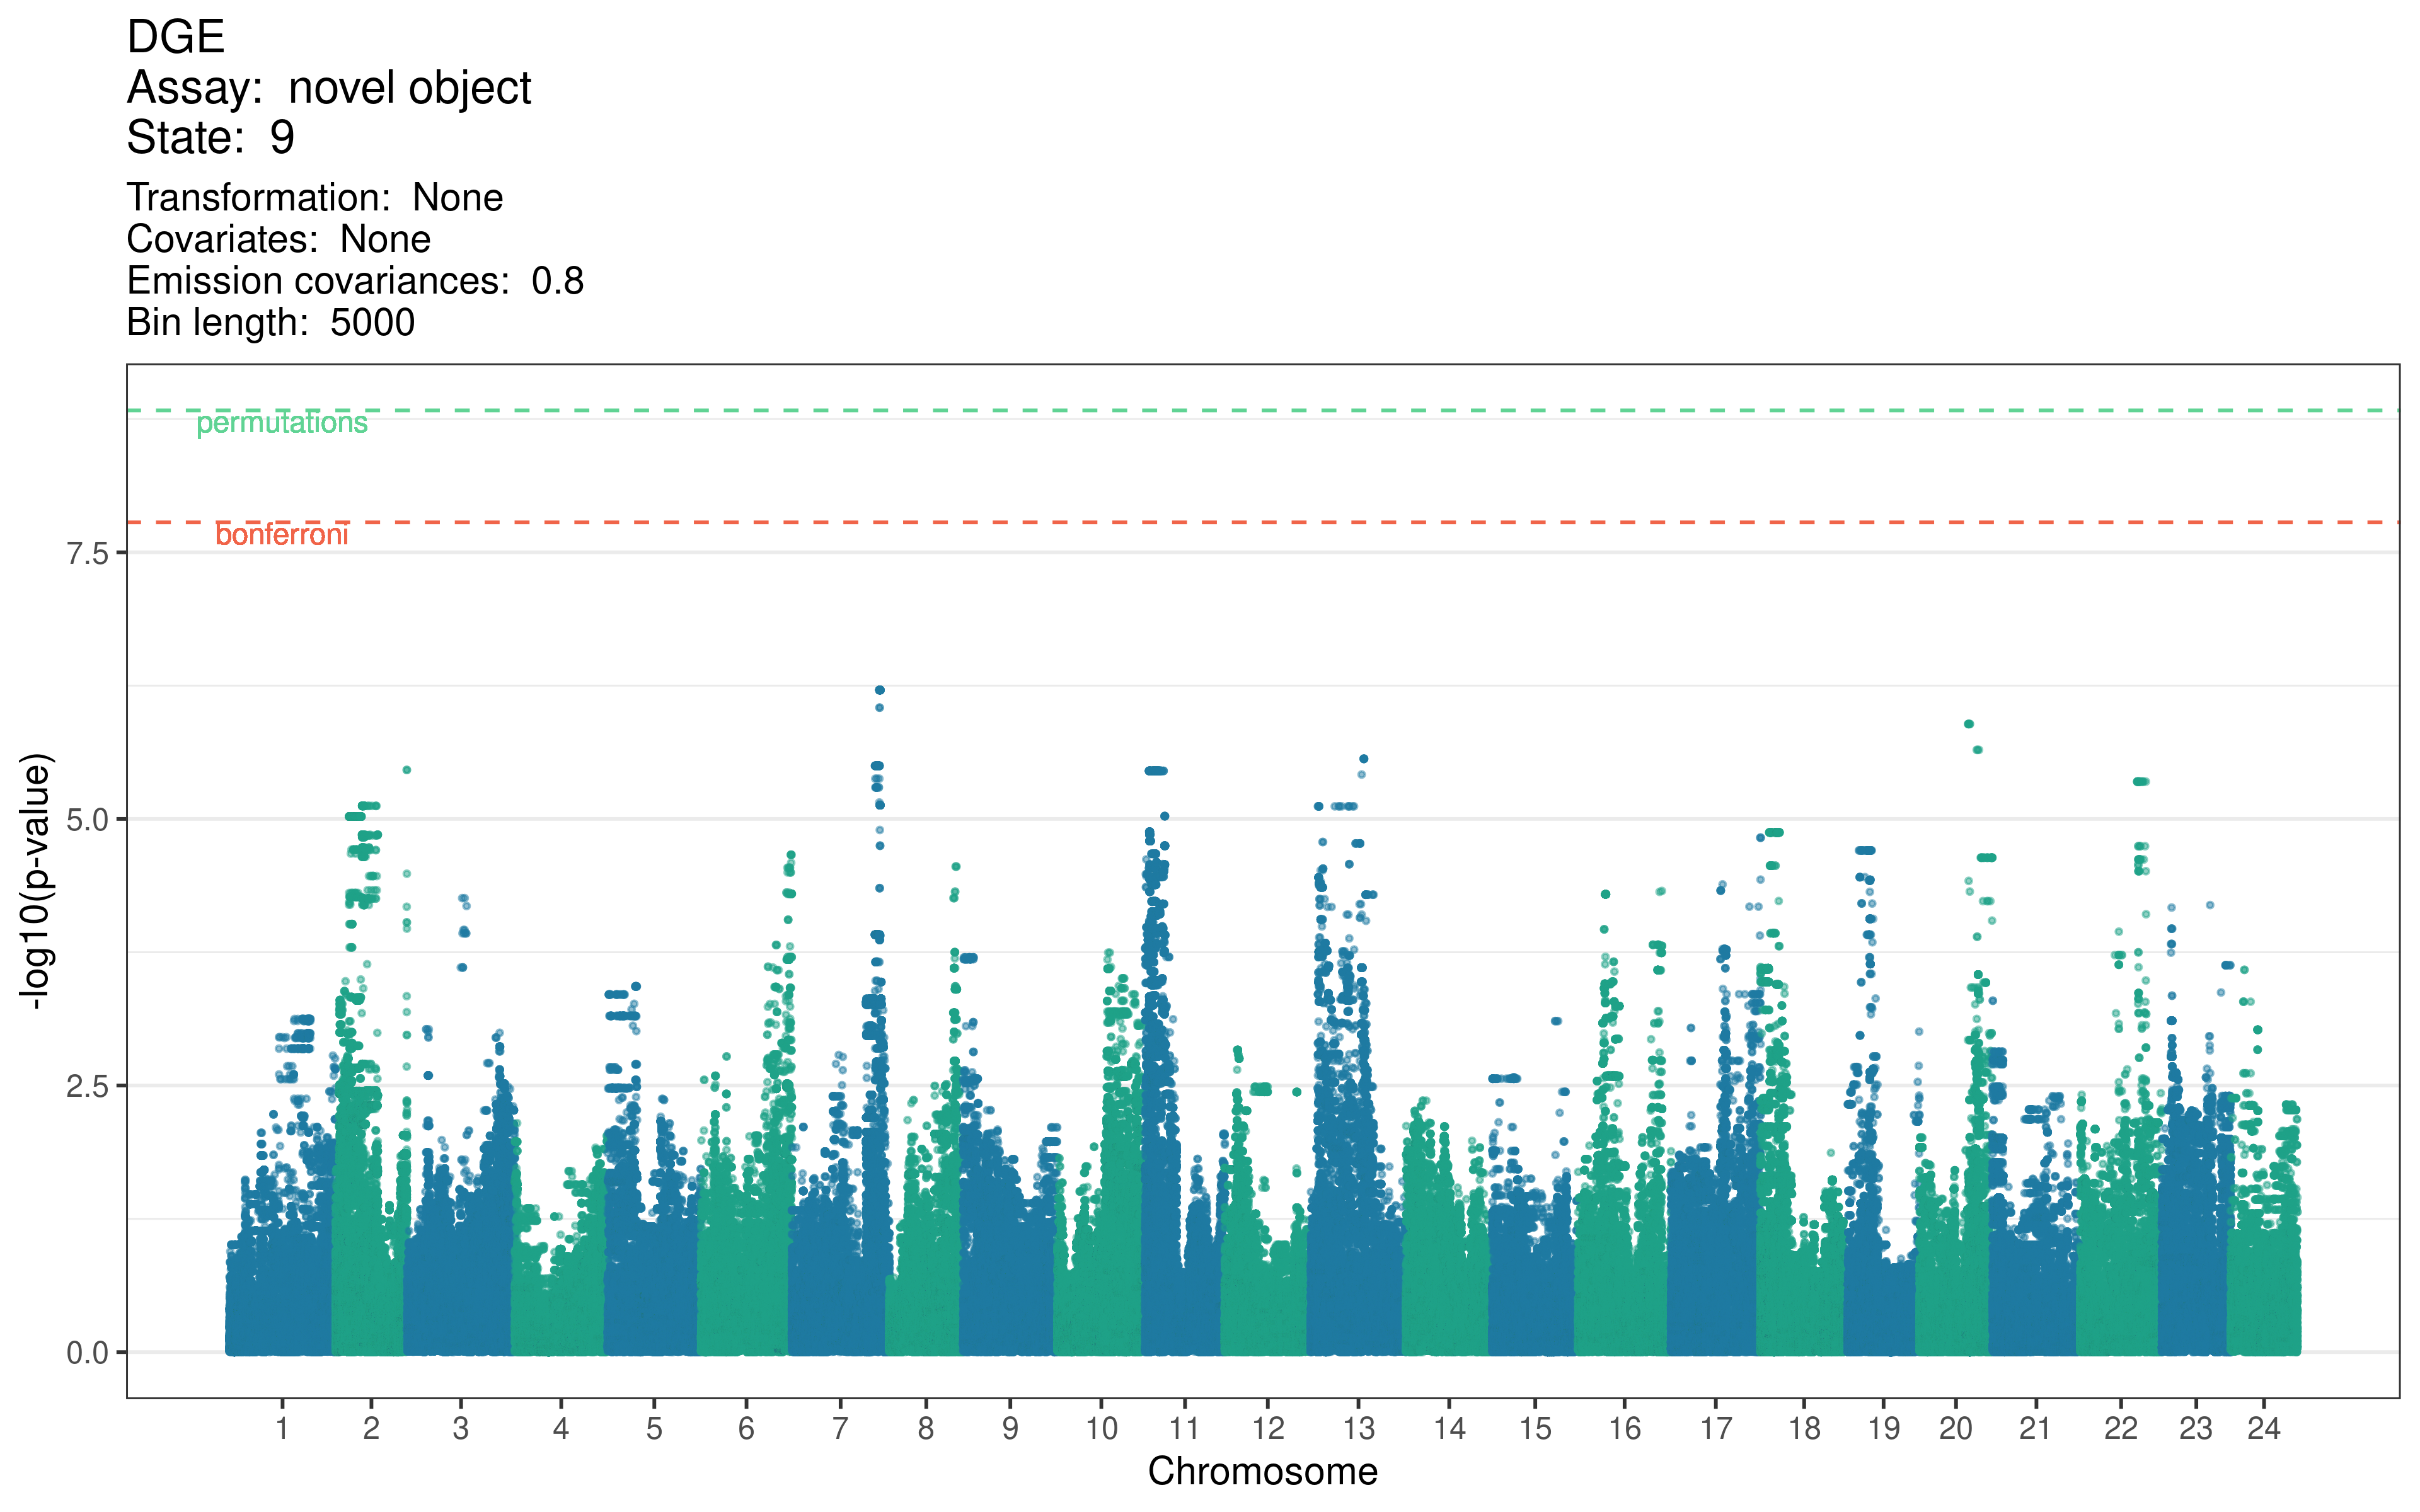 DGE
Assay:  novel object
State:  9
Transformation:  None
Covariates:  None
Emission covariances:  0.8
Bin length:  5000
permutations
bonferroni
7.5
5.0
2.5
0.0
-log10(p-value)
1 2 3 4 5 6 7 8 9 10 11 12 13 14 15 16 17 18 19 20 21 22 23 24
Chromosome